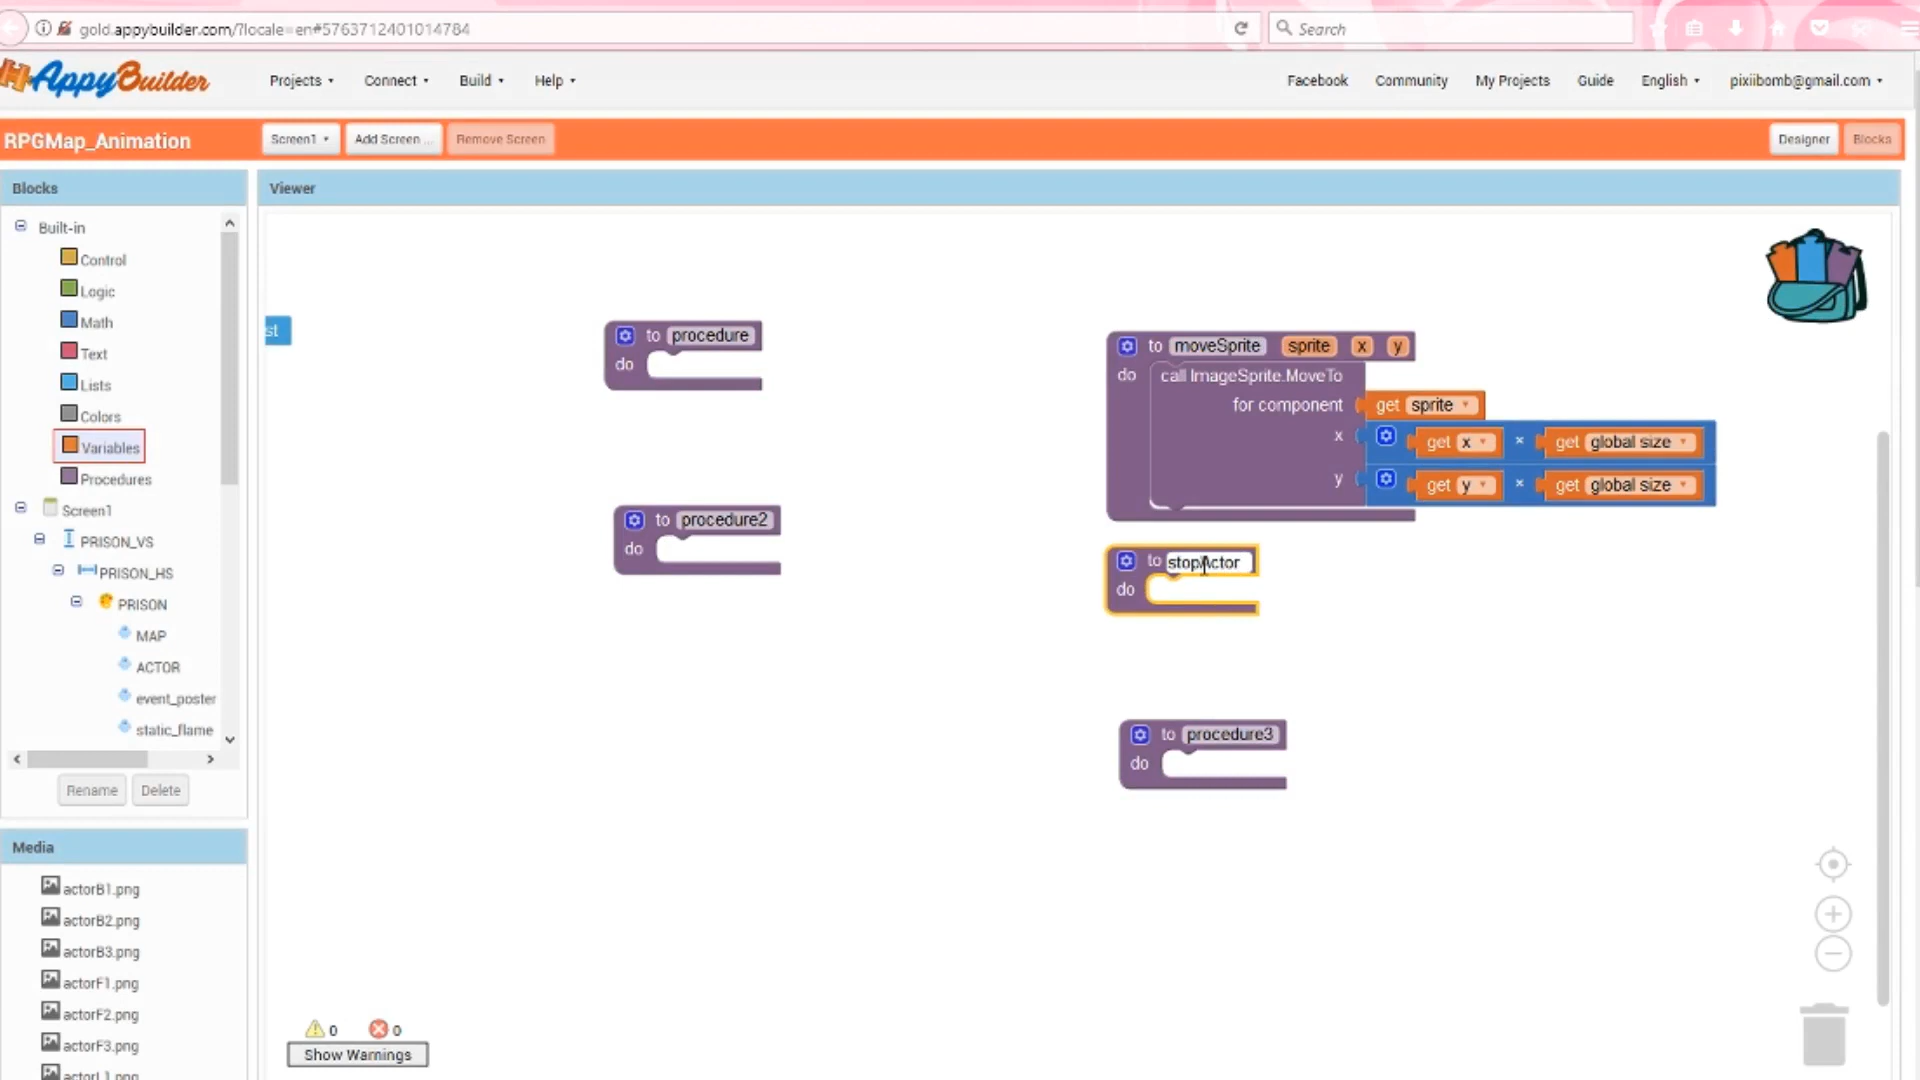 gold.appybuilder.com/?locale=en#5763712401014784
Search
AppyBuilder
Projects
Connect
Build
Help
Facebook
Community
My Projects
Guide
English
pixiibomb@gmail.com
RPGMap_Animation
Screen1
Add Screen ...
Remove Screen
Designer
Blocks
Blocks
Viewer
Built-in
Control
Logic
Math
Text
Lists
Colors
Variables
Procedures
Screen1
PRISON_VS
PRISON_HS
PRISON
MAP
ACTOR
event_poster
static_flame
Rename
Delete
Media
actorB1.png
actorB2.png
actorB3.png
actorF1.png
actorF2.png
actorF3.png
actorL1.png
st
to procedure
do
to procedure2
do
to moveSprite sprite x y
do call ImageSprite.MoveTo
for component get sprite
x get x × get global size
y get y × get global size
to stopActor
do
to procedure3
do
0 0
Show Warnings